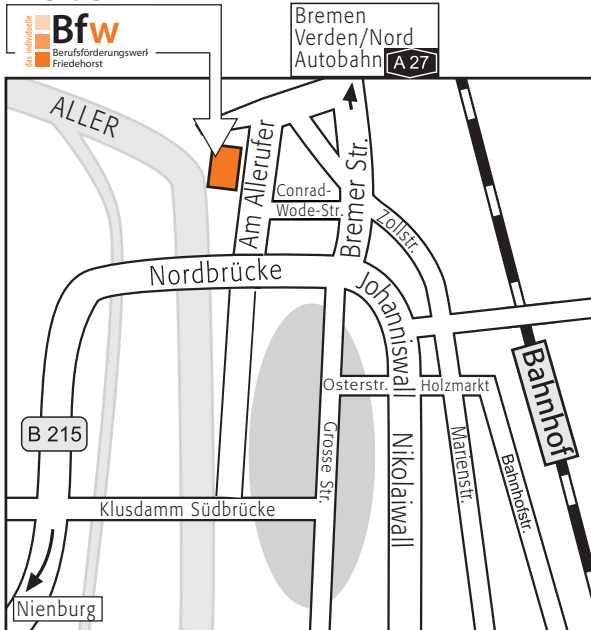 das individuelle
Bfw
Berufsförderungswerk
Friedehorst
Bremen
Verden/Nord
Autobahn A 27
ALLER
Am Allerufer
Conrad-
Wode-Str.
Bremer Str.
Zollstr.
Nordbrücke
Johanniswall
Osterstr.
Holzmarkt
Bahnhof
B 215
Grosse Str.
Nikolaiwall
Marienstr.
Bahnhofstr.
Klusdamm Südbrücke
Nienburg